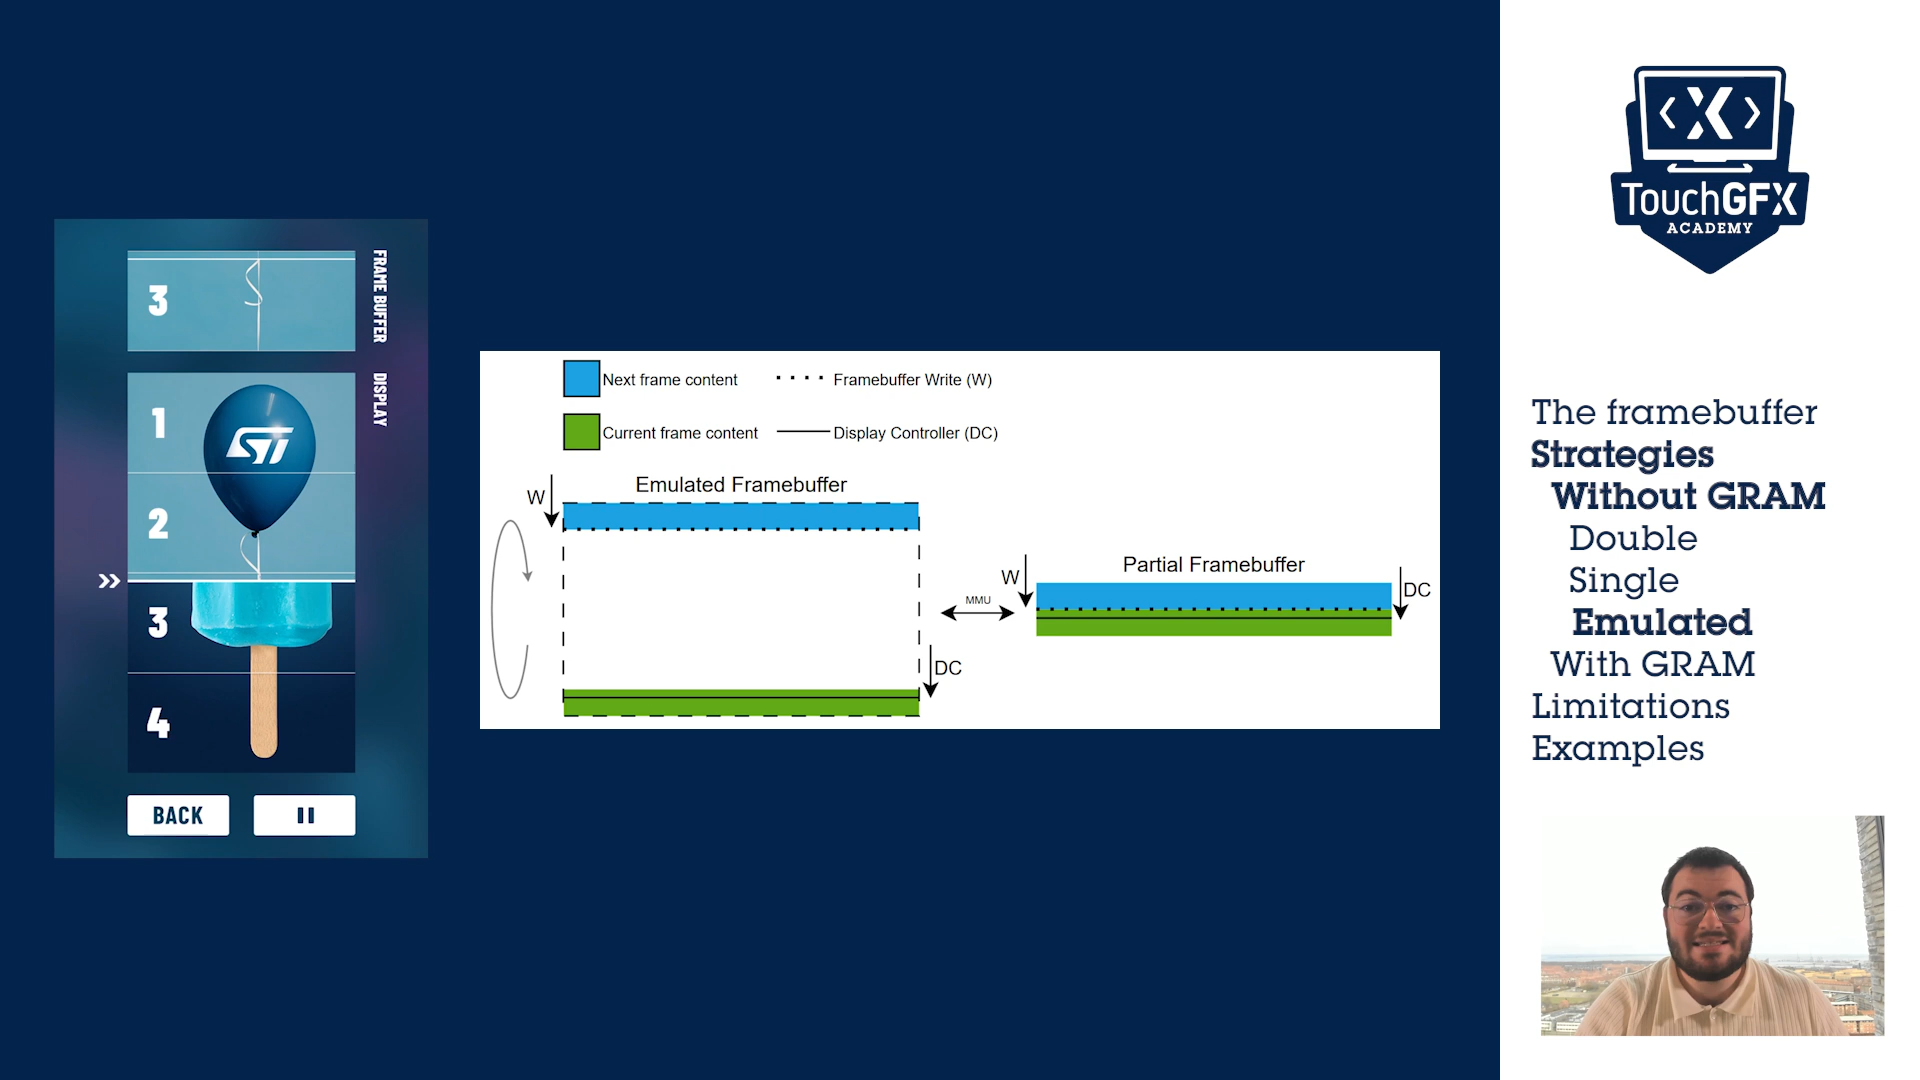 FRAME BUFFER
3
DISPLAY
1
ST
2
3
4
BACK
Next frame content
Framebuffer Write (W)
Current frame content
Display Controller (DC)
Emulated Framebuffer
W
DC
MMU
Partial Framebuffer
W
DC
TouchGFX
ACADEMY
The framebuffer
Strategies
Without GRAM
Double
Single
Emulated
With GRAM
Limitations
Examples